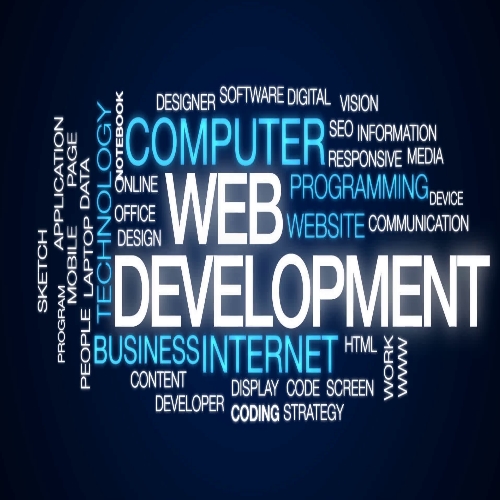 DESIGNER SOFTWARE DIGITAL VISION
COMPUTER
SEO INFORMATION
RESPONSIVE MEDIA
ONLINE
OFFICE
DESIGN
WEB
PROGRAMMING
DEVICE
WEBSITE
COMMUNICATION
DEVELOPMENT
BUSINESS INTERNET
HTML
CONTENT
DISPLAY CODE SCREEN
DEVELOPER
CODING STRATEGY
SKETCH
PROGRAM
APPLICATION
MOBILE PAGE
PEOPLE LAPTOP DATA
TECHNOLOGY
NOTEBOOK
WORK
WWW